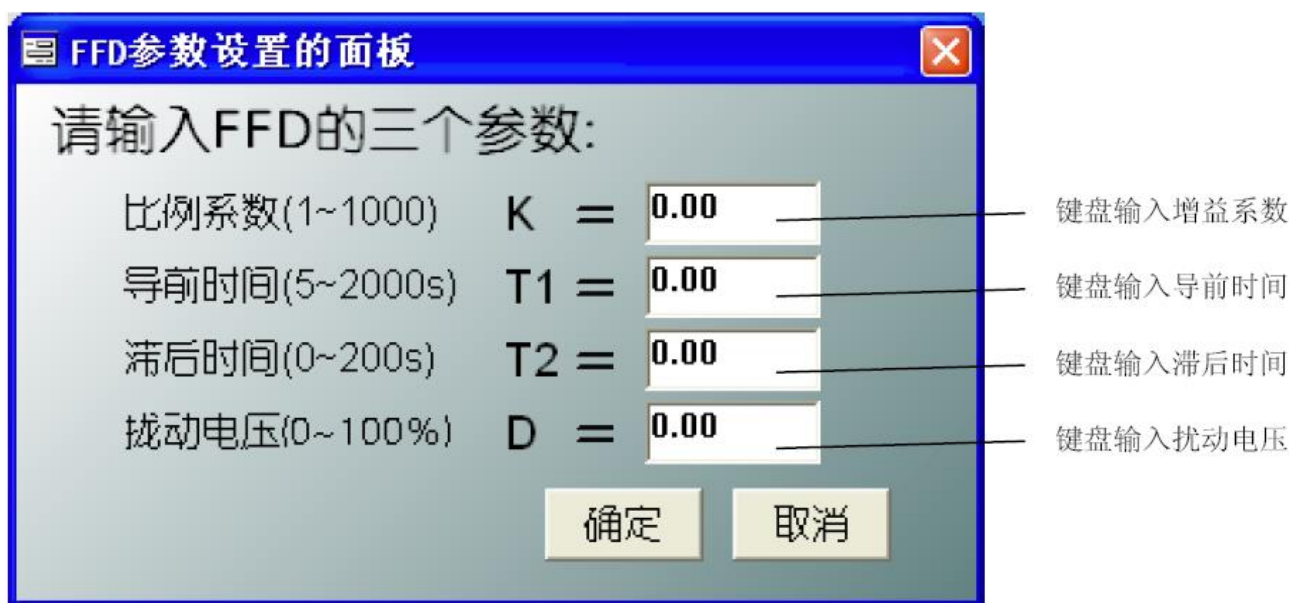 FFD参数设置的面板
请输入FFD的三个参数:
比例系数(1~1000) K = 0.00 键盘输入增益系数
导前时间(5~2000s) T1 = 0.00 键盘输入导前时间
滞后时间(0~200s) T2 = 0.00 键盘输入滞后时间
拢动电压(0~100%) D = 0.00 键盘输入扰动电压
确定 取消